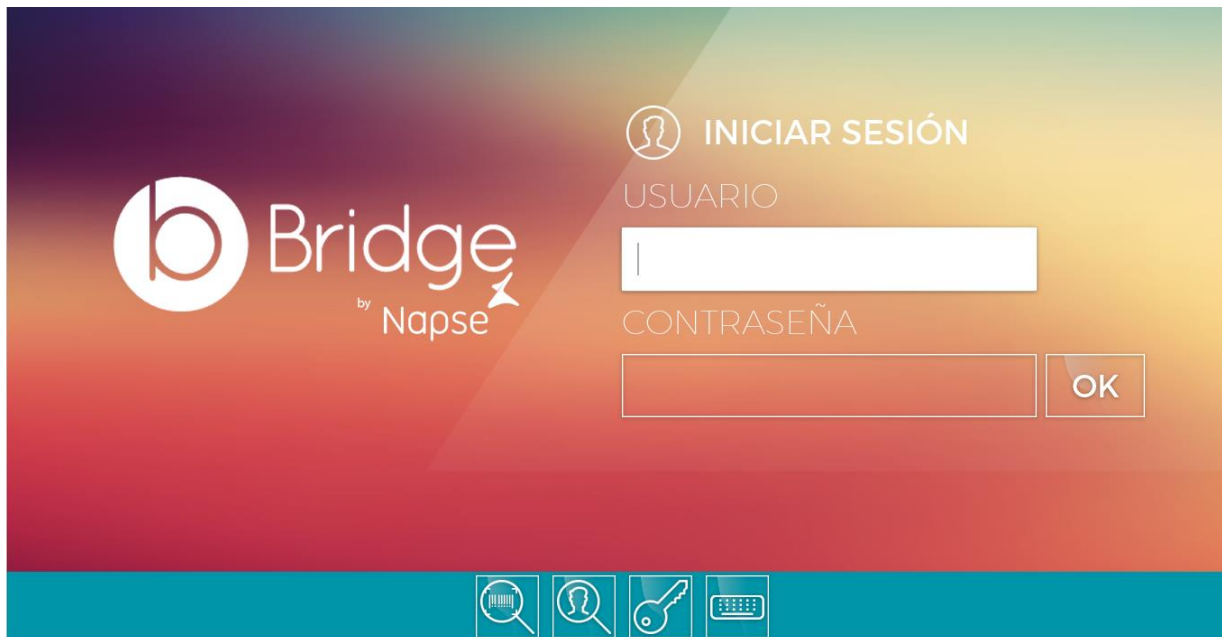 Bridge
by Napse
INICIAR SESIÓN
USUARIO
CONTRASEÑA
OK